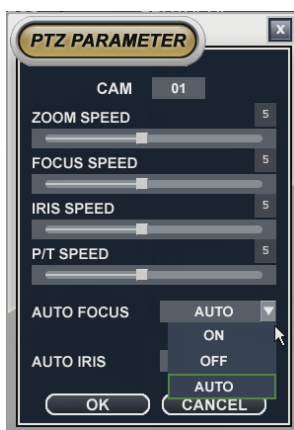 PTZ PARAMETER
X
CAM 01
ZOOM SPEED 5
FOCUS SPEED 5
IRIS SPEED 5
P/T SPEED 5
AUTO FOCUS AUTO
ON
AUTO IRIS OFF
AUTO
OK CANCEL